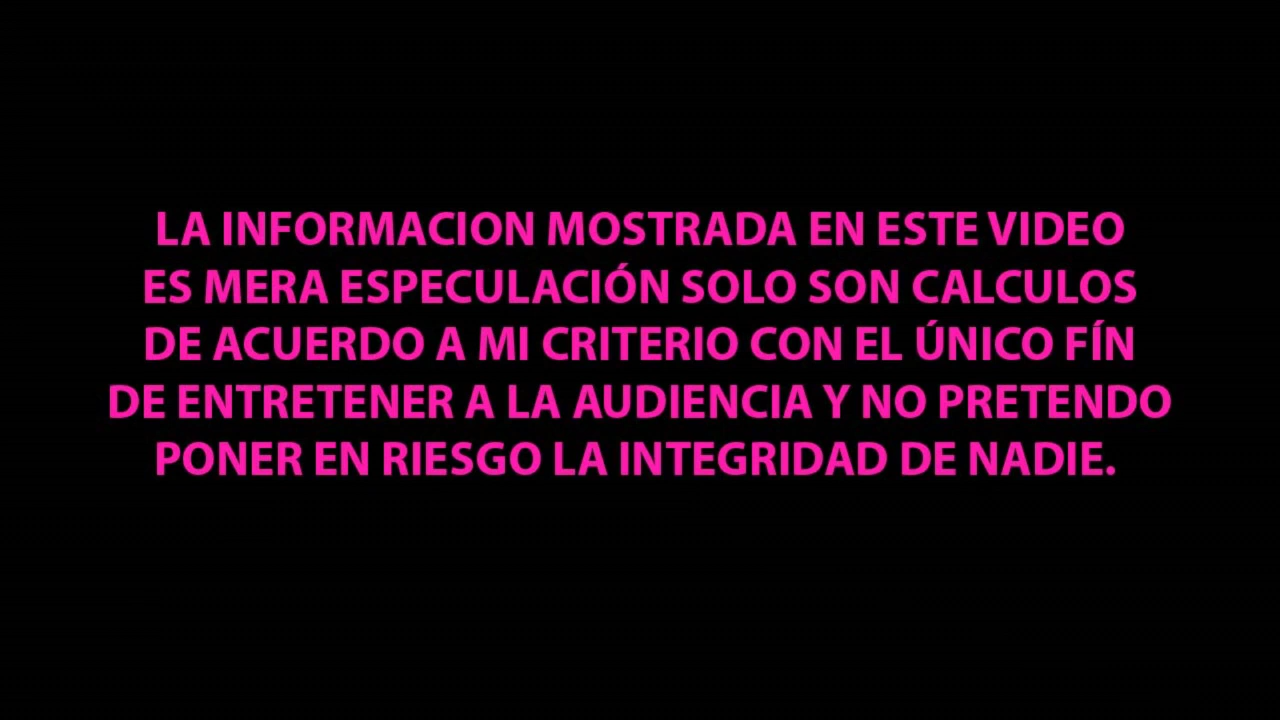 LA INFORMACION MOSTRADA EN ESTE VIDEO
ES MERA ESPECULACIÓN SOLO SON CALCULOS
DE ACUERDO A MI CRITERIO CON EL ÚNICO FÍN
DE ENTRETENER A LA AUDIENCIA Y NO PRETENDO
PONER EN RIESGO LA INTEGRIDAD DE NADIE.